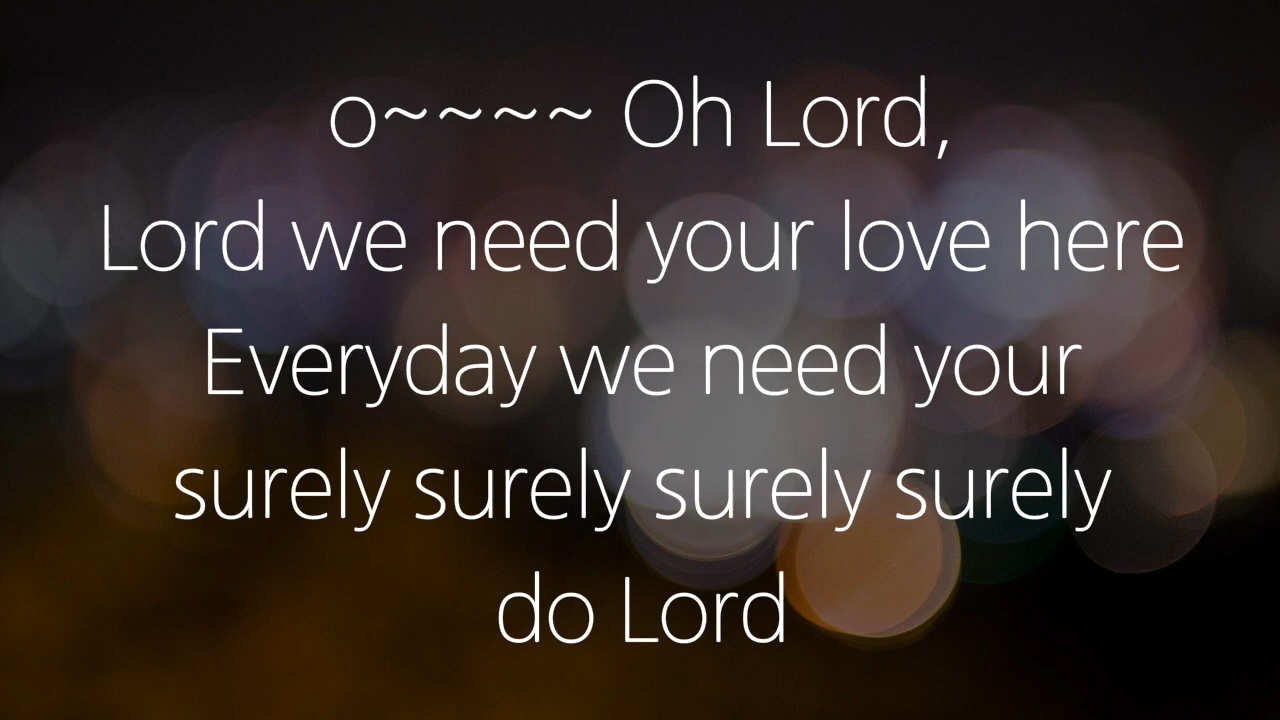 o~~~~ Oh Lord,
Lord we need your love here
Everyday we need your
surely surely surely surely
do Lord